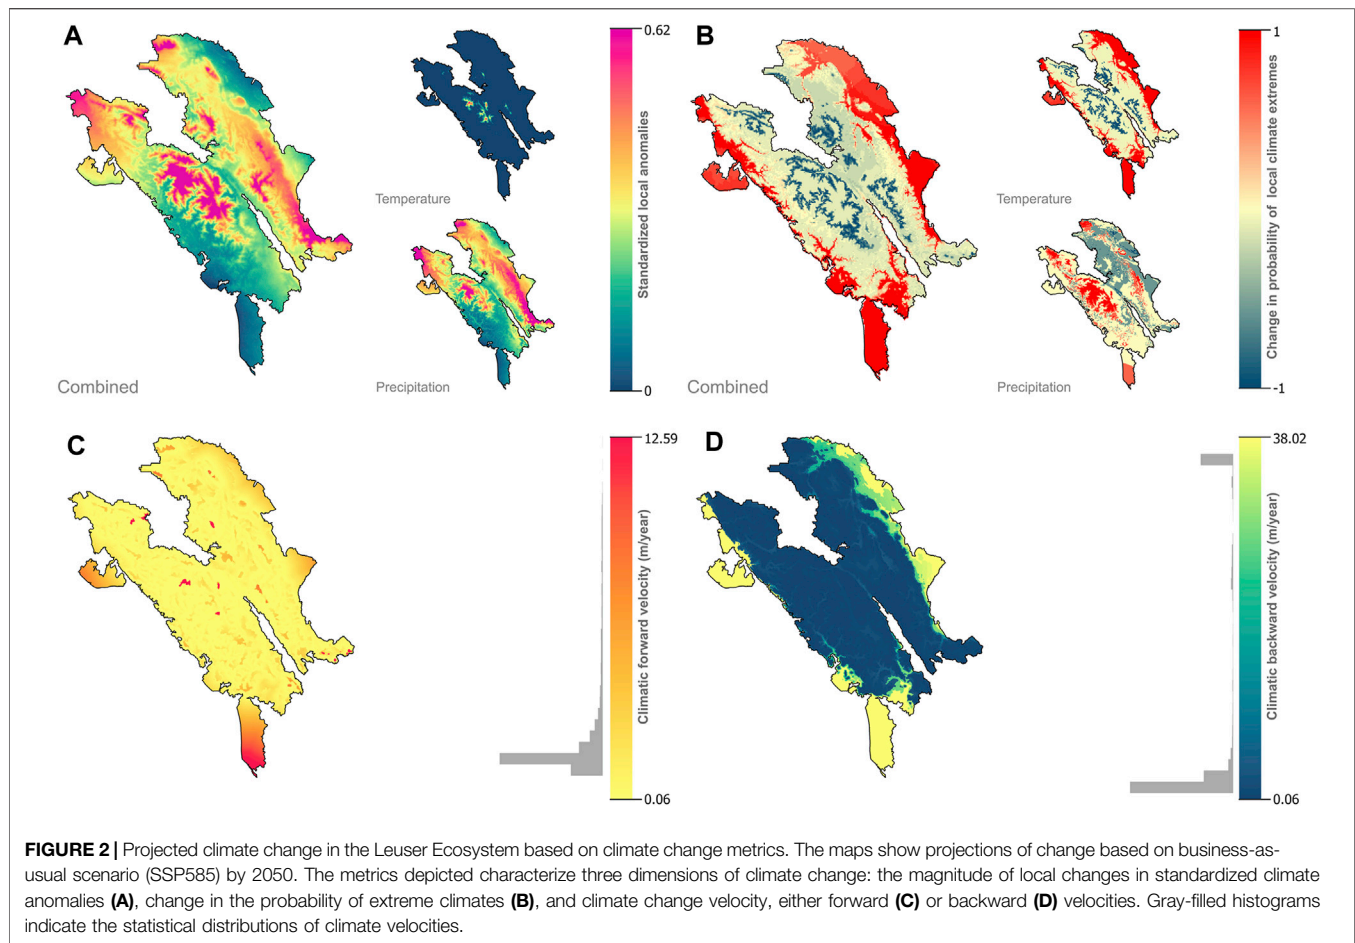 A
0.62
Standardized local anomalies
0
Temperature
Precipitation
Combined
B
1
Change in probability of local climate extremes
-1
Temperature
Precipitation
Combined
C
12.59
Climatic forward velocity (m/year)
0.06
D
38.02
Climatic backward velocity (m/year)
0.06
FIGURE 2 | Projected climate change in the Leuser Ecosystem based on climate change metrics. The maps show projections of change based on business-as-
usual scenario (SSP585) by 2050. The metrics depicted characterize three dimensions of climate change: the magnitude of local changes in standardized climate
anomalies (A), change in the probability of extreme climates (B), and climate change velocity, either forward (C) or backward (D) velocities. Gray-filled histograms
indicate the statistical distributions of climate velocities.